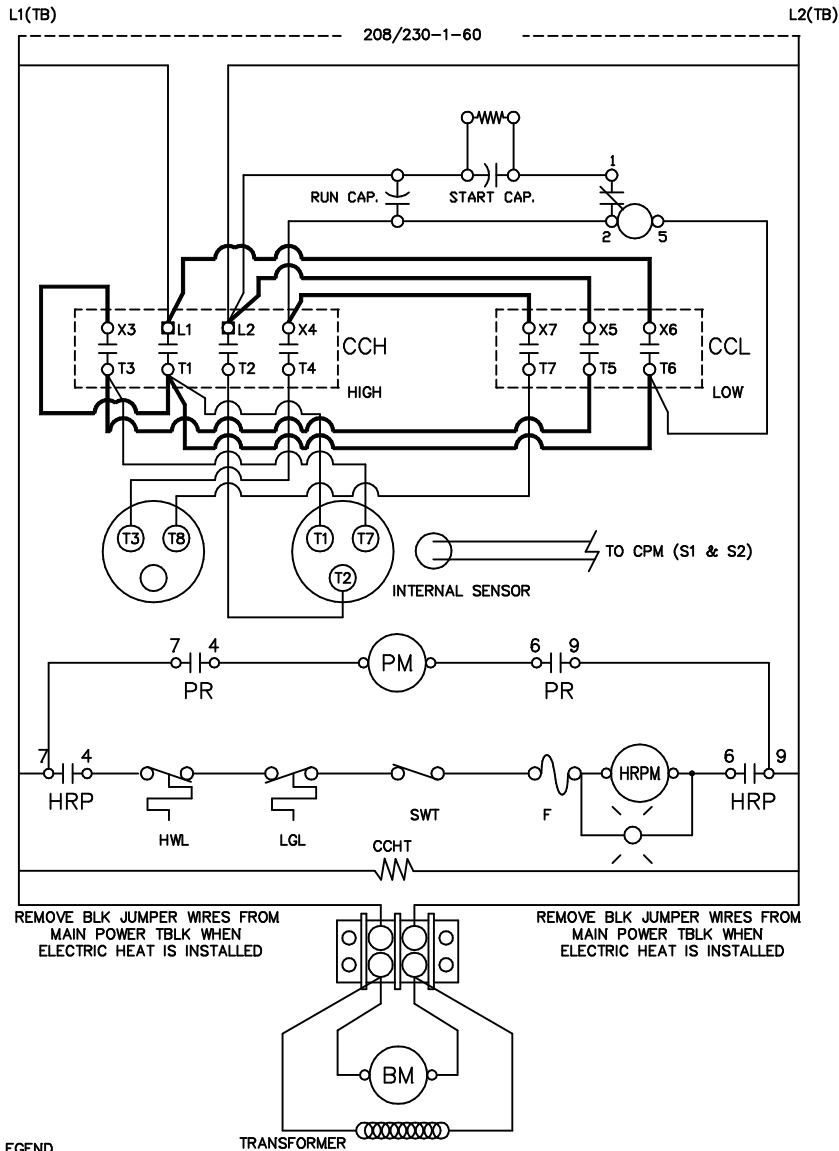 L1(TB)
L2(TB)
208/230-1-60
1
RUN CAP.
START CAP.
2
5
X3
L1
L2
X4
CCH
X7
X5
X6
CCL
T3
T1
T2
T4
T7
T5
T6
HIGH
LOW
T3
T8
T1
T7
T2
TO CPM (S1 & S2)
INTERNAL SENSOR
7
4
PM
6
9
PR
PR
7
4
HRPM
6
9
HRP
HRP
SWT
F
HWL
LGL
CCHT
REMOVE BLK JUMPER WIRES FROM
MAIN POWER TBLK WHEN
ELECTRIC HEAT IS INSTALLED
REMOVE BLK JUMPER WIRES FROM
MAIN POWER TBLK WHEN
ELECTRIC HEAT IS INSTALLED
BM
TRANSFORMER